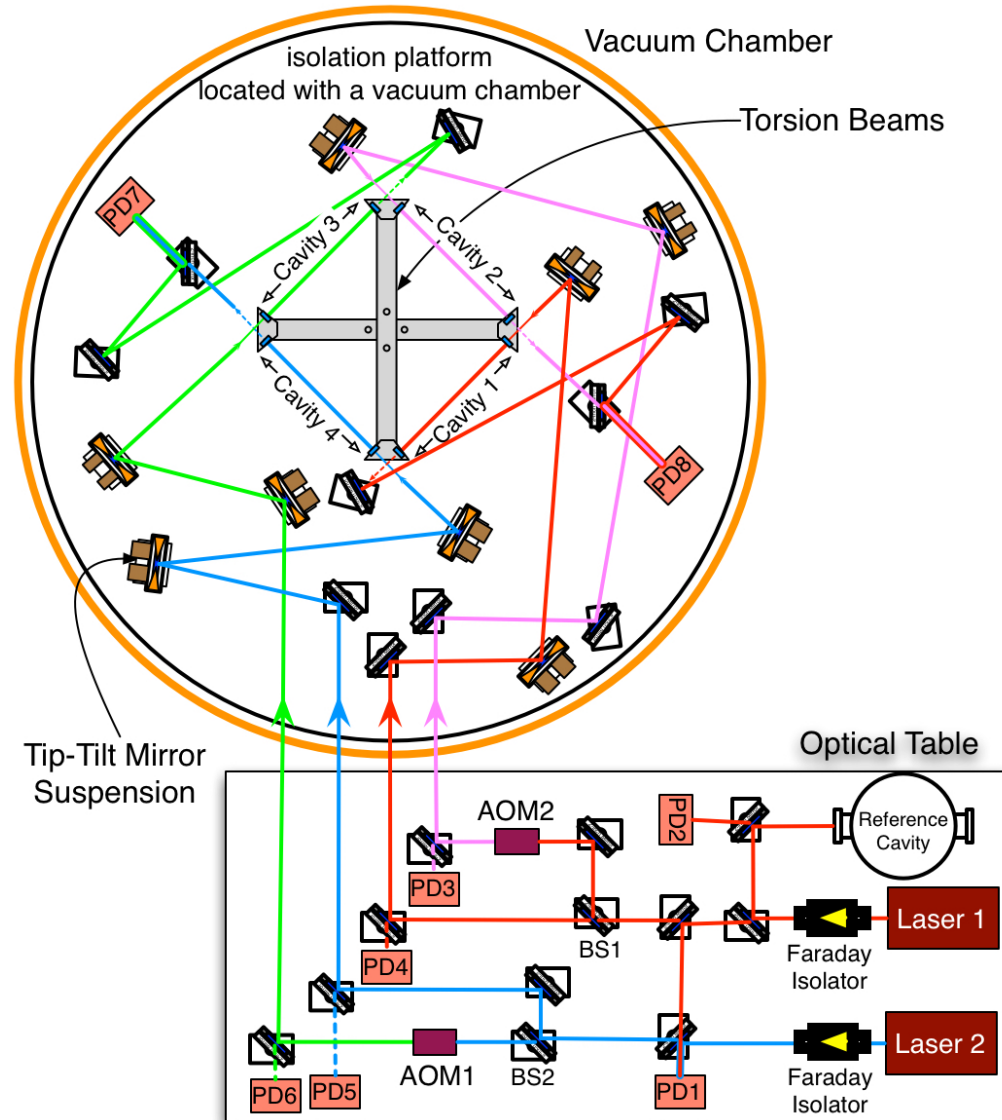 Vacuum Chamber
isolation platform
located with a vacuum chamber
Torsion Beams
PD7
Cavity 3
Cavity 2
Cavity 4
Cavity 1
PD8
Tip-Tilt Mirror
Suspension
Optical Table
AOM2
PD2
Reference
Cavity
PD3
Laser 1
BS1
Faraday
Isolator
PD4
Laser 2
AOM1
BS2
PD6
PD5
PD1
Faraday
Isolator